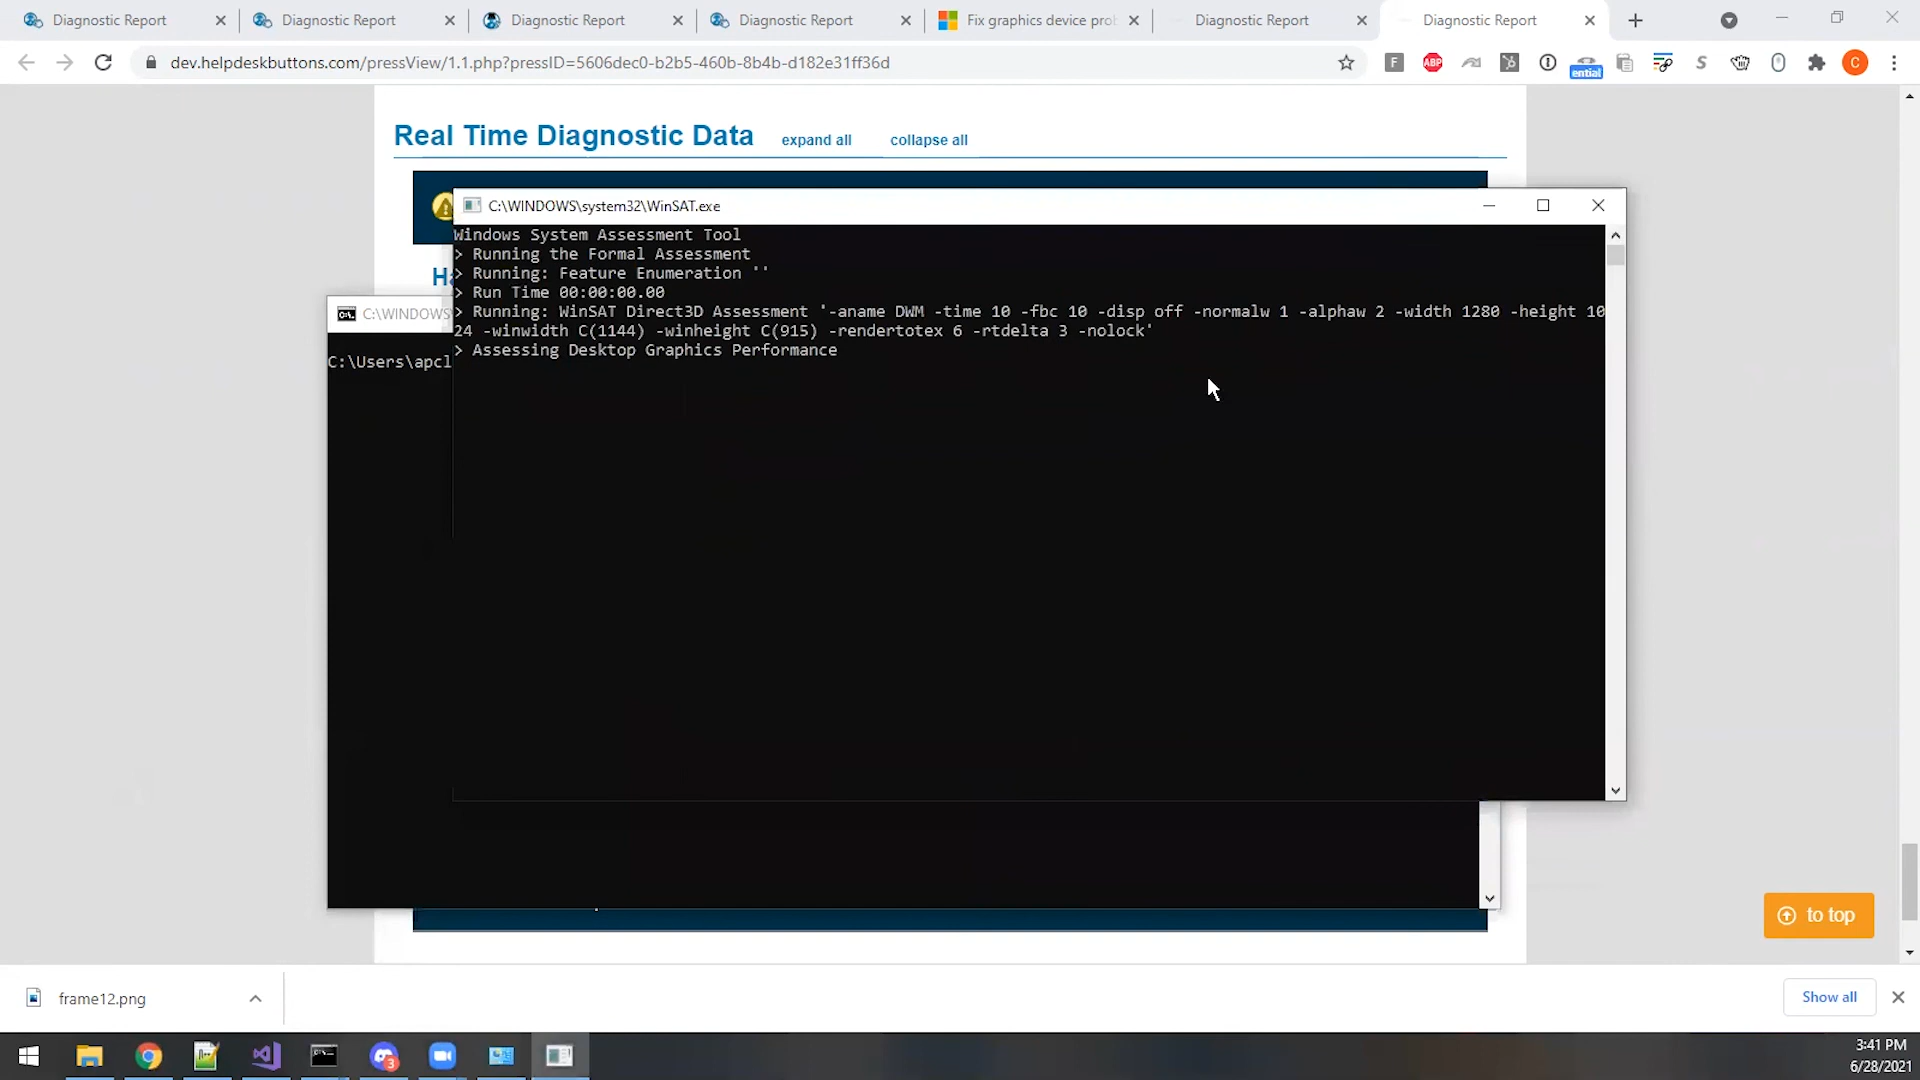 Diagnostic Report
Diagnostic Report
Diagnostic Report
Diagnostic Report
Fix graphics device prob
Diagnostic Report
Diagnostic Report
dev.helpdeskbuttons.com/pressView/1.1.php?pressID=5606dec0-b2b5-460b-8b4b-d182e31ff36d
F
ABP
ential
S
C
Real Time Diagnostic Data
expand all
collapse all
C:\WINDOWS\system32\WinSAT.exe
Windows System Assessment Tool
> Running the Formal Assessment
> Running: Feature Enumeration ''
> Run Time 00:00:00.00
> Running: WinSAT Direct3D Assessment '-aname DWM -time 10 -fbc 10 -disp off -normalw 1 -alphaw 2 -width 1280 -height 10
24 -winwidth C(1144) -winheight C(915) -rendertotex 6 -rtdelta 3 -nolock'
> Assessing Desktop Graphics Performance
Ha
C:\WINDOWS
C:\Users\apcl
to top
frame12.png
Show all
3
3:41 PM
6/28/2021